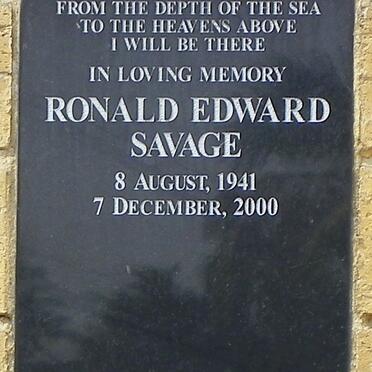 FROM THE DEPTH OF THE SEA
TO THE HEAVENS ABOVE
I WILL BE THERE
IN LOVING MEMORY
RONALD EDWARD
SAVAGE
8 AUGUST, 1941
7 DECEMBER, 2000